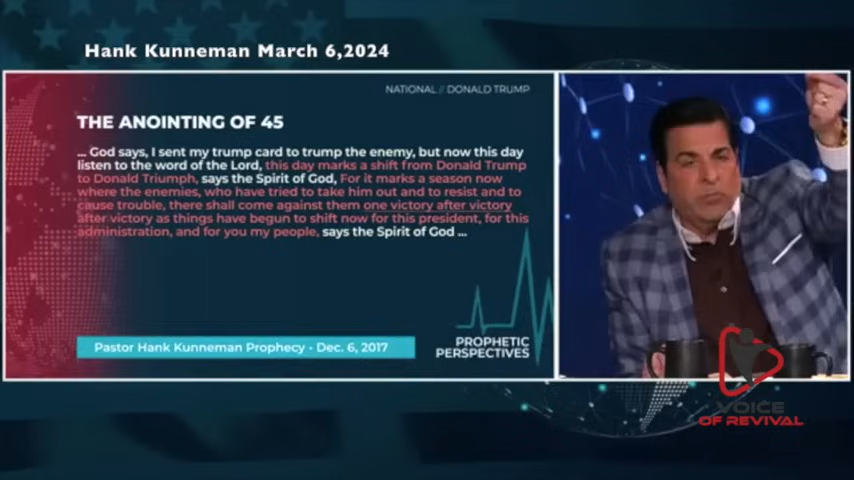 Hank Kunneman March 6,2024
NATIONAL // DONALD TRUMP
THE ANOINTING OF 45
... God says, I sent my trump card to trump the enemy, but now this day
listen to the word of the Lord, this day marks a shift from Donald Trump
to Donald Triumph, says the Spirit of God, For it marks a season now
where the enemies, who have tried to take him out and to resist and to
cause trouble, there shall come against them one victory after victory
after victory as things have begun to shift now for this president, for this
administration, and for you my people, says the Spirit of God ...
Pastor Hank Kunneman Prophecy - Dec. 6, 2017
PROPHETIC
PERSPECTIVES
VOICE
OF REVIVAL